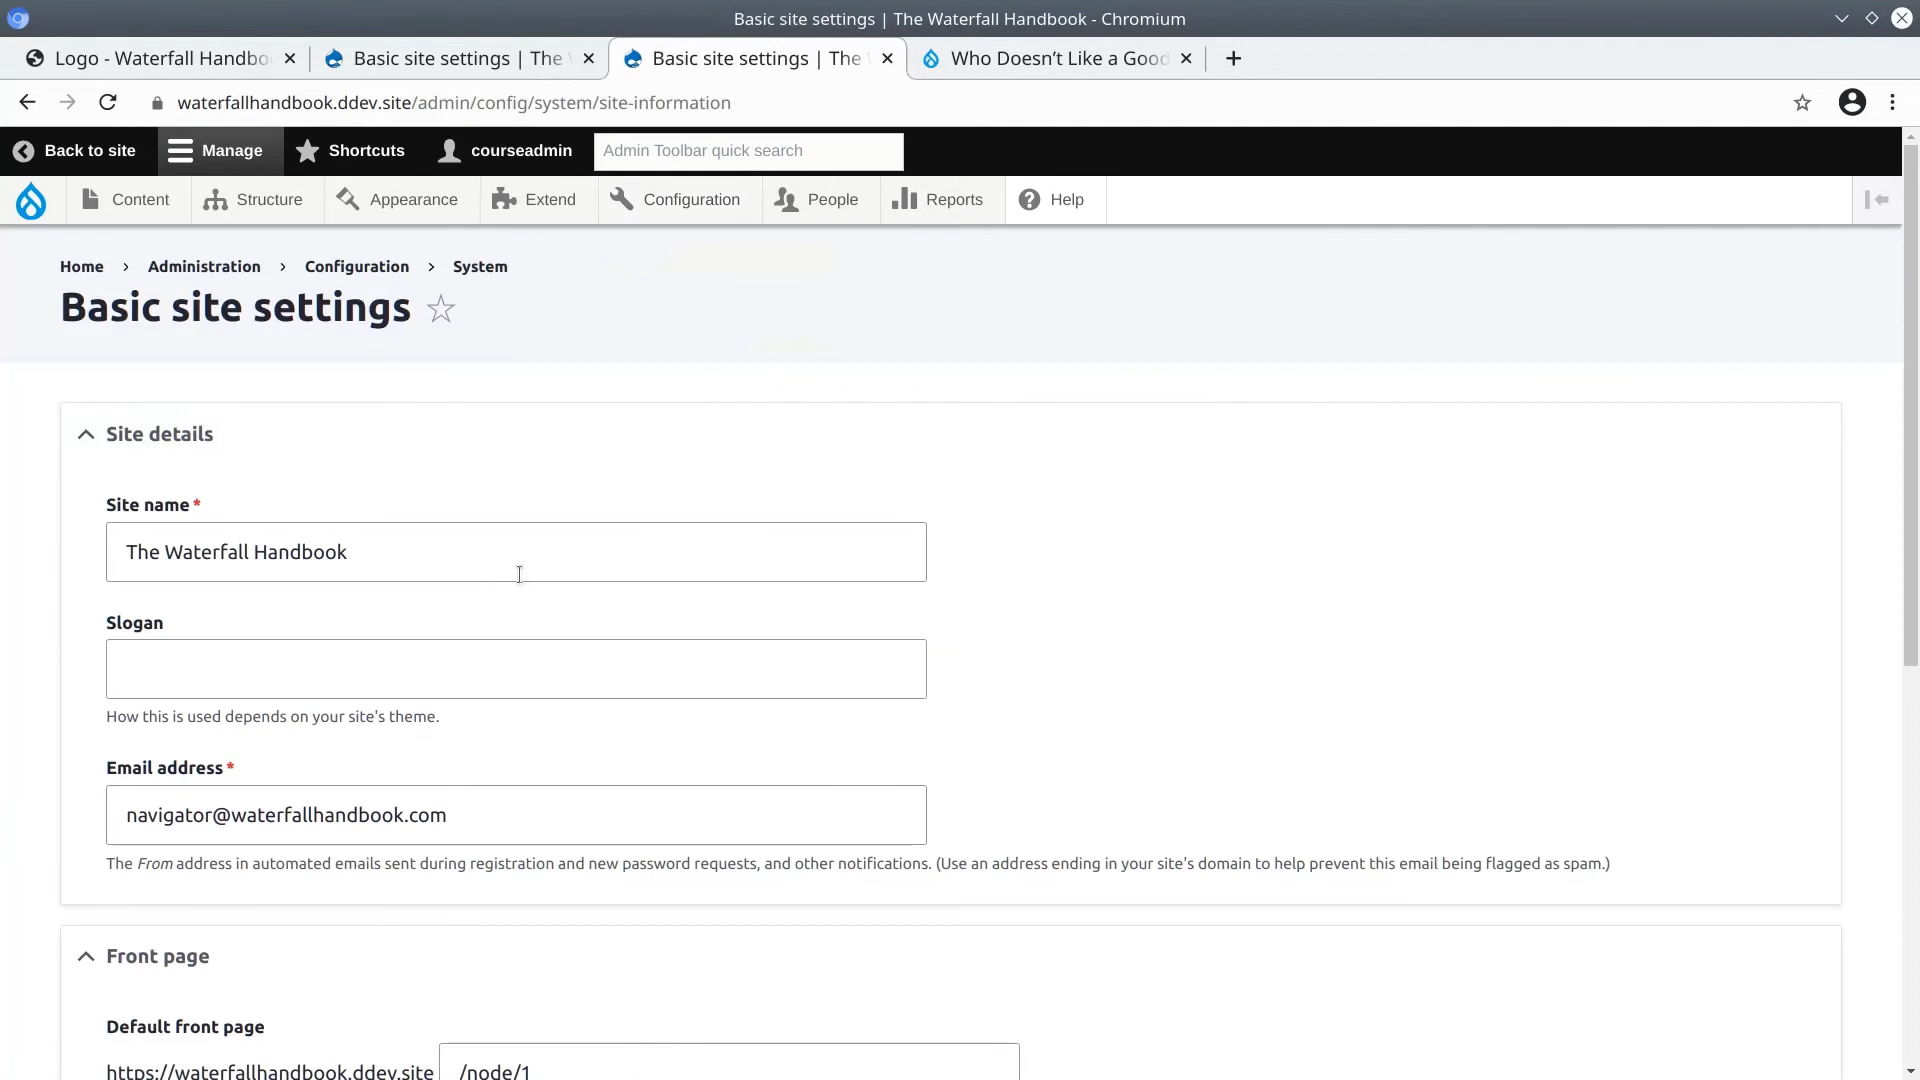 Basic site settings | The Waterfall Handbook - Chromium
Logo - Waterfall Handbo
Basic site settings | The
Basic site settings | The
Who Doesn’t Like a Good
waterfallhandbook.ddev.site/admin/config/system/site-information
Back to site
Manage
Shortcuts
courseadmin
Admin Toolbar quick search
Content
Structure
Appearance
Extend
Configuration
People
Reports
Help
Home › Administration › Configuration › System
Basic site settings
Site details
Site name*
The Waterfall Handbook
Slogan
How this is used depends on your site's theme.
Email address*
navigator@waterfallhandbook.com
The From address in automated emails sent during registration and new password requests, and other notifications. (Use an address ending in your site's domain to help prevent this email being flagged as spam.)
Front page
Default front page
https://waterfallhandbook.ddev.site /node/1